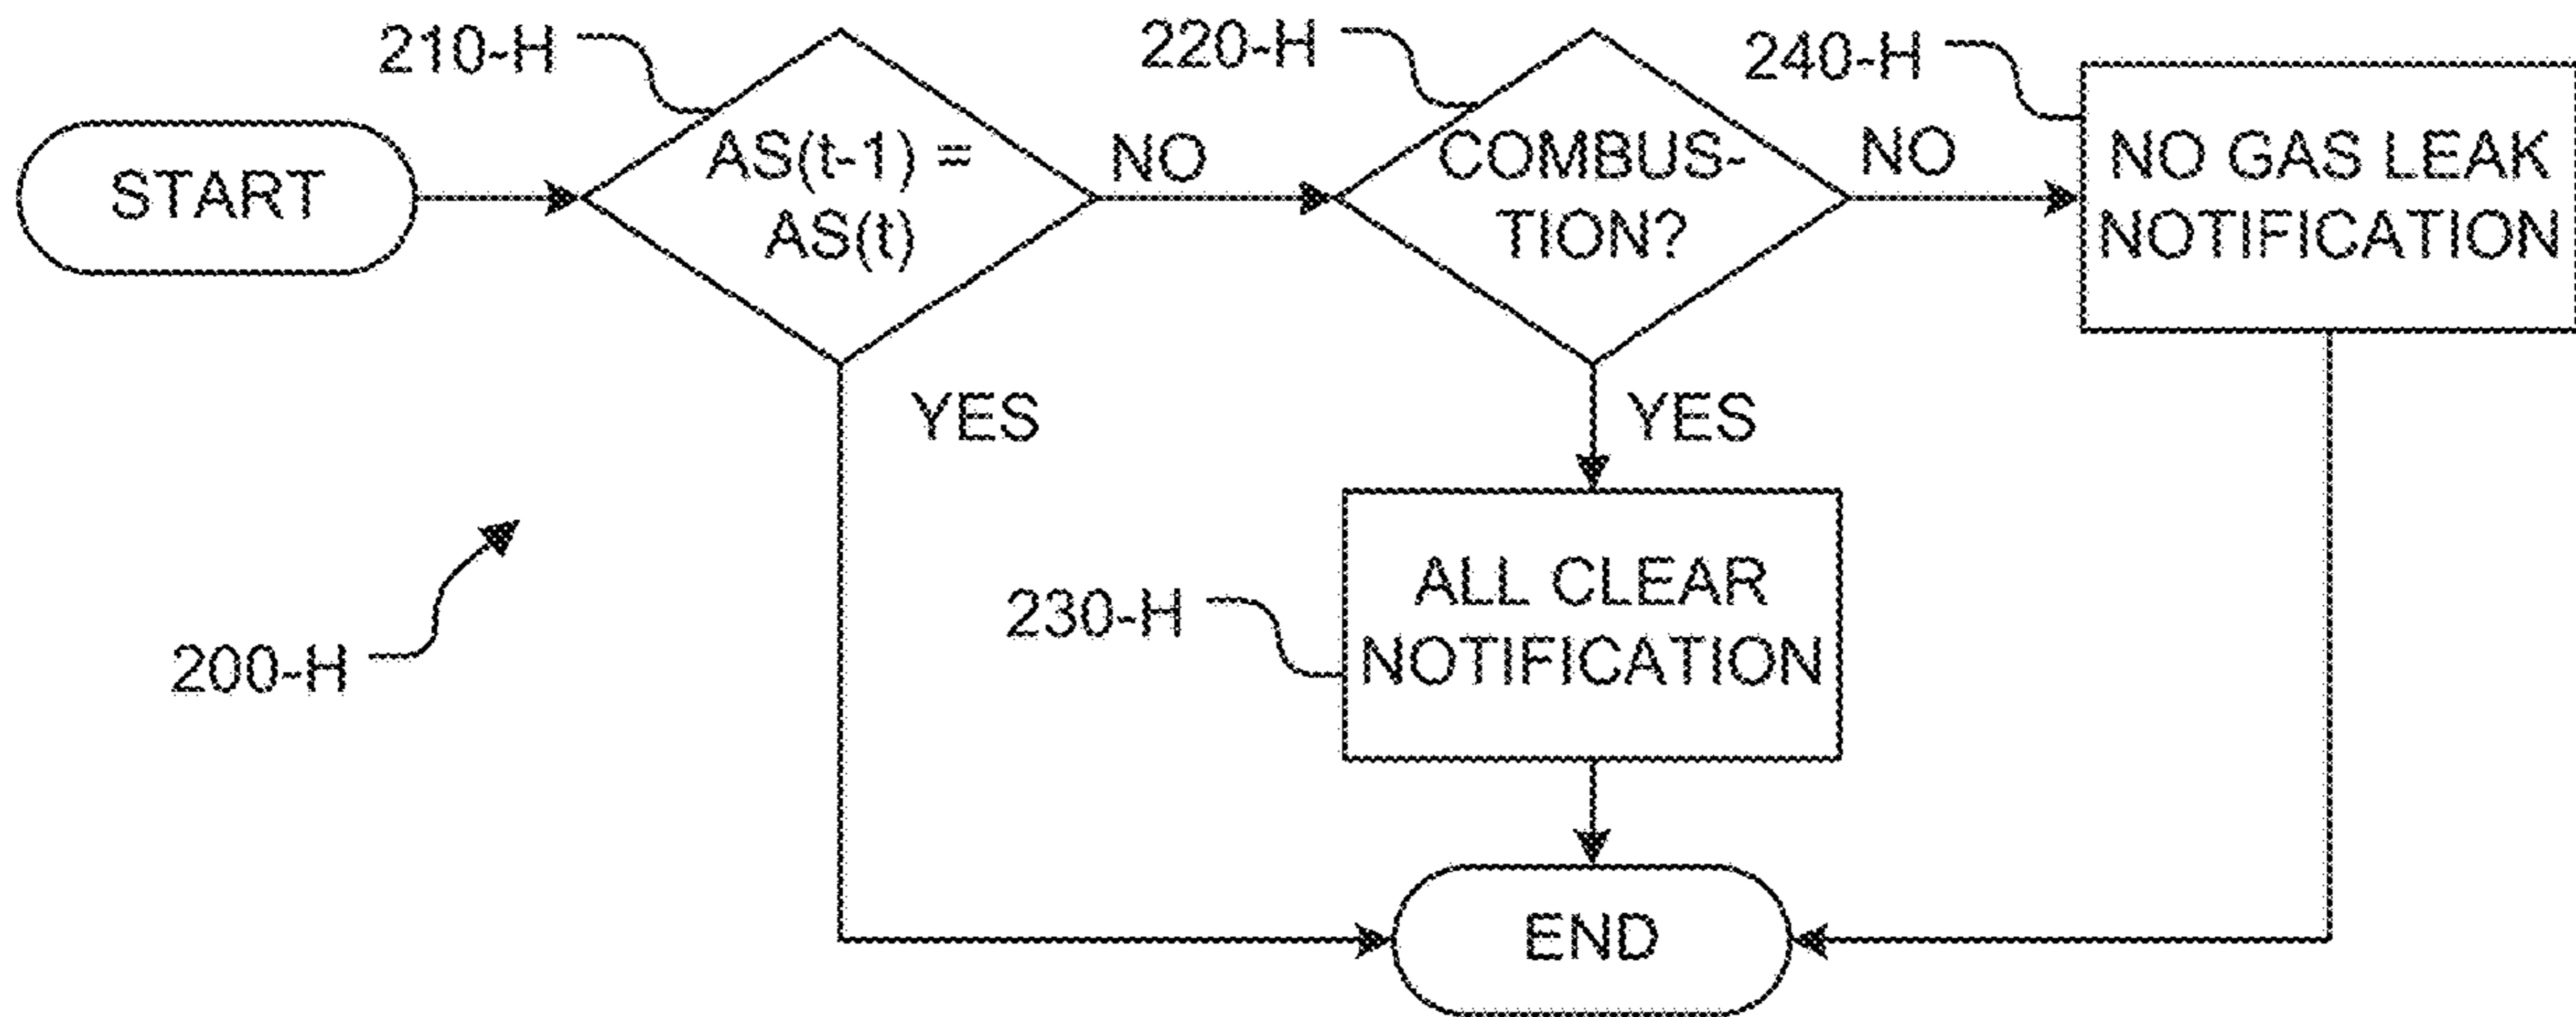 210-H
220-H
240-H
START
AS(t-1) =
AS(t)
NO
COMBUS-
TION?
NO
NO GAS LEAK
NOTIFICATION
YES
YES
200-H
230-H
ALL CLEAR
NOTIFICATION
END